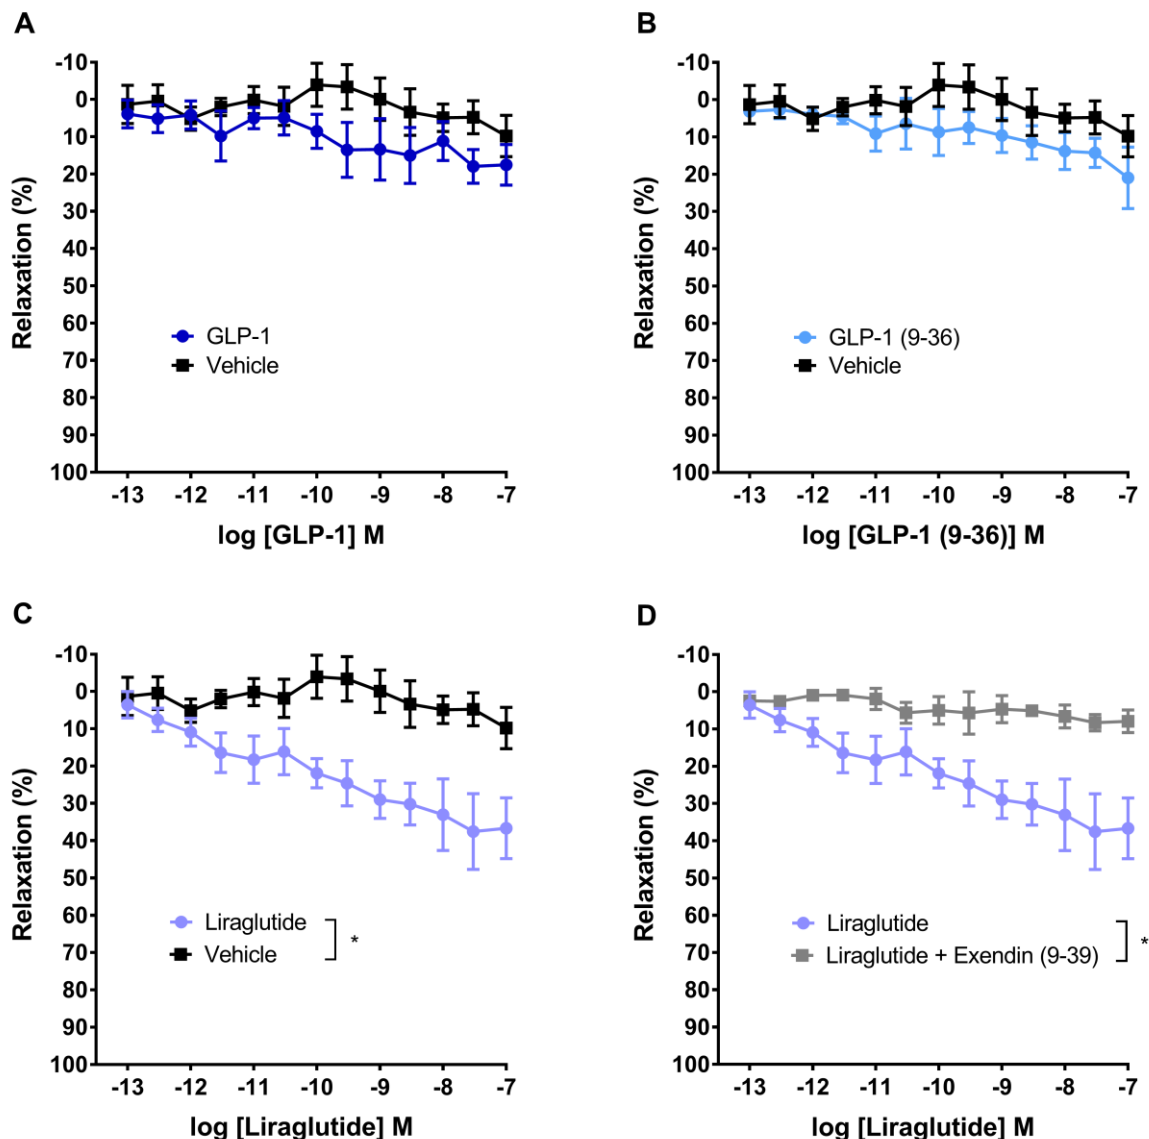 A
-10
0
10
20
30
40
50
60
70
80
90
100
Relaxation (%)
GLP-1
Vehicle
-13 -12 -11 -10 -9 -8 -7
log [GLP-1] M
B
-10
0
10
20
30
40
50
60
70
80
90
100
Relaxation (%)
GLP-1 (9-36)
Vehicle
-13 -12 -11 -10 -9 -8 -7
log [GLP-1 (9-36)] M
C
-10
0
10
20
30
40
50
60
70
80
90
100
Relaxation (%)
Liraglutide
Vehicle
*
-13 -12 -11 -10 -9 -8 -7
log [Liraglutide] M
D
-10
0
10
20
30
40
50
60
70
80
90
100
Relaxation (%)
Liraglutide
Liraglutide + Exendin (9-39)
*
-13 -12 -11 -10 -9 -8 -7
log [Liraglutide] M